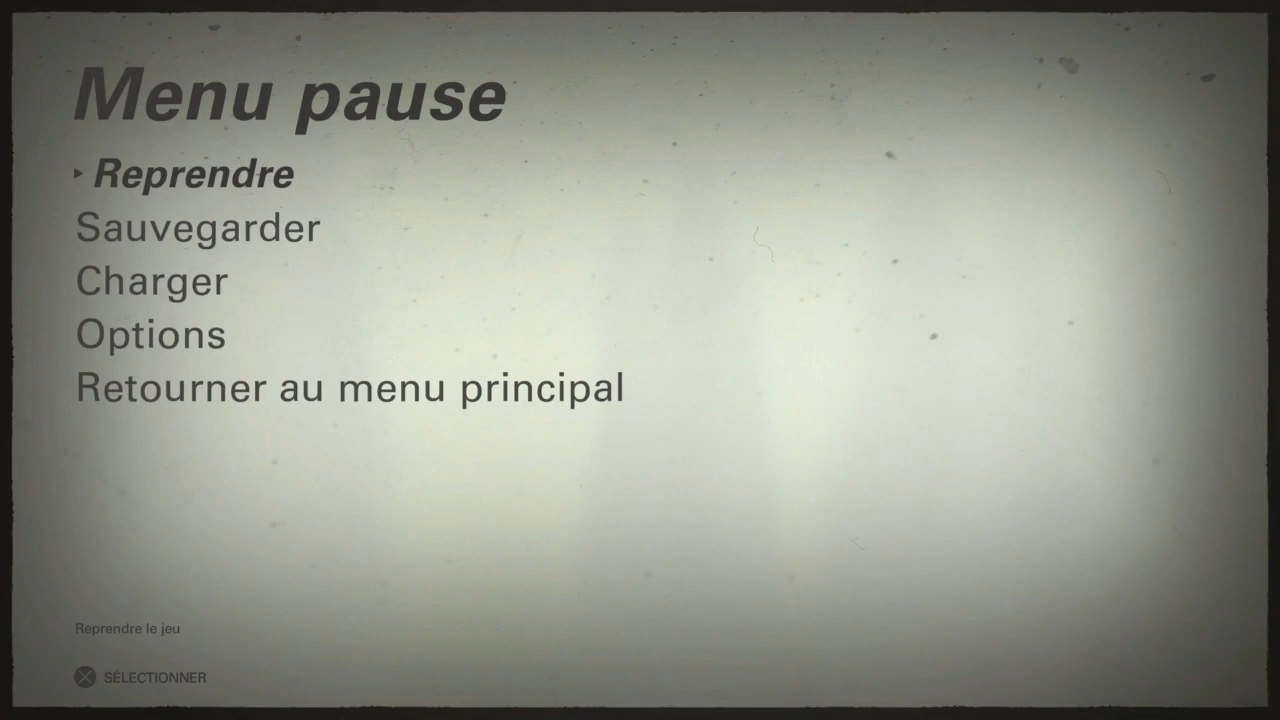 Menu pause
Reprendre
Sauvegarder
Charger
Options
Retourner au menu principal
Reprendre le jeu
SÉLECTIONNER